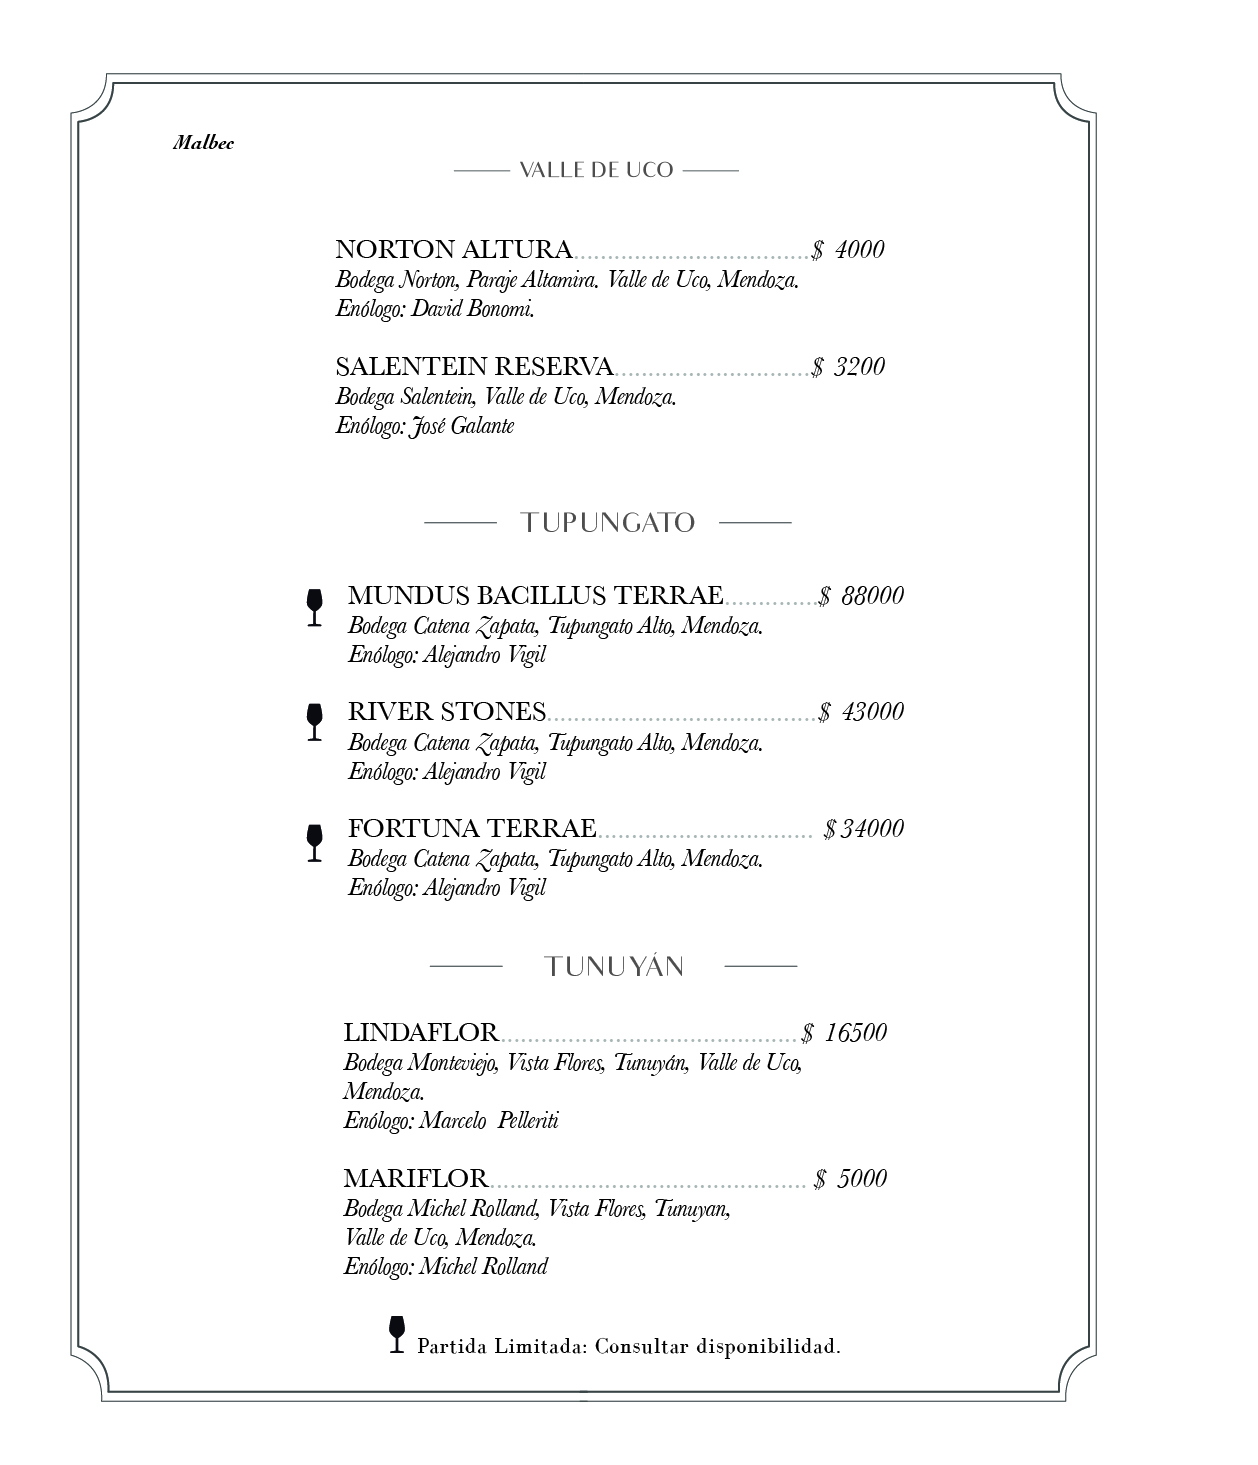 Malbec
VALLE DE UCO
NORTON ALTURA...................................$ 4000
Bodega Norton, Paraje Altamira. Valle de Uco, Mendoza.
Enólogo: David Bonomi.
SALENTEIN RESERVA.............................$ 3200
Bodega Salentein, Valle de Uco, Mendoza.
Enólogo: José Galante
TUPUNGATO
MUNDUS BACILLUS TERRAE..............$ 88000
Bodega Catena Zapata, Tupungato Alto, Mendoza.
Enólogo: Alejandro Vigil
RIVER STONES........................................$ 43000
Bodega Catena Zapata, Tupungato Alto, Mendoza.
Enólogo: Alejandro Vigil
FORTUNA TERRAE................................ $34000
Bodega Catena Zapata, Tupungato Alto, Mendoza.
Enólogo: Alejandro Vigil
TUNUYÁN
LINDAFLOR............................................$ 16500
Bodega Monteviejo, Vista Flores, Tunuyán, Valle de Uco,
Mendoza.
Enólogo: Marcelo  Pelleriti
MARIFLOR............................................... $ 5000
Bodega Michel Rolland, Vista Flores, Tunuyan,
Valle de Uco, Mendoza.
Enólogo: Michel Rolland
Partida Limitada: Consultar disponibilidad.